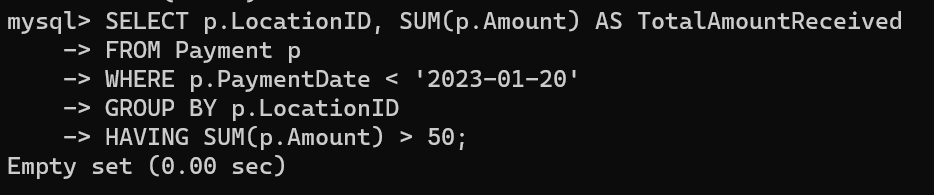 mysql> SELECT p.LocationID, SUM(p.Amount) AS TotalAmountReceived
    -> FROM Payment p
    -> WHERE p.PaymentDate < '2023-01-20'
    -> GROUP BY p.LocationID
    -> HAVING SUM(p.Amount) > 50;
Empty set (0.00 sec)